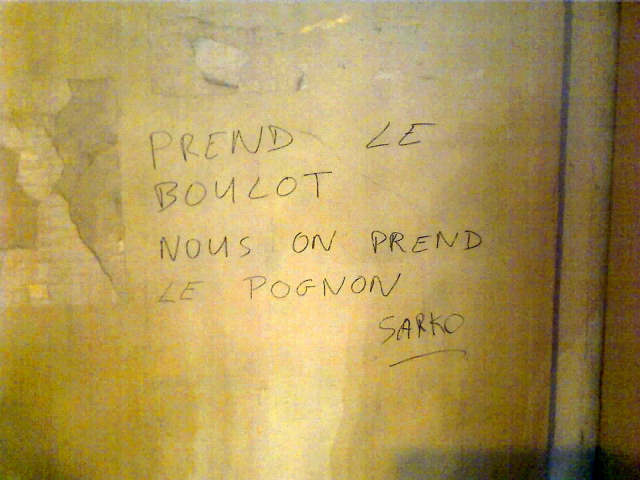 PREND LE
BOULOT
NOUS ON PREND
LE POGNON
SARKO